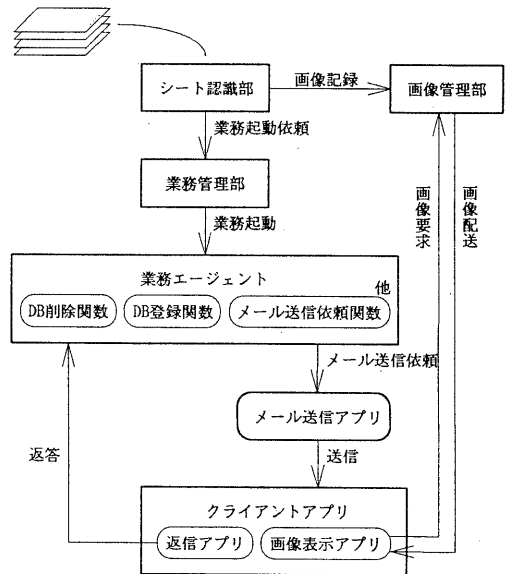 シート認識部
画像記録
画像管理部
業務起動依頼
業務管理部
業務起動
画像要求
画像配送
業務エージェント
他
DB削除関数
DB登録関数
メール送信依頼関数
メール送信依頼
メール送信アプリ
返答
送信
クライアントアプリ
返信アプリ
画像表示アプリ